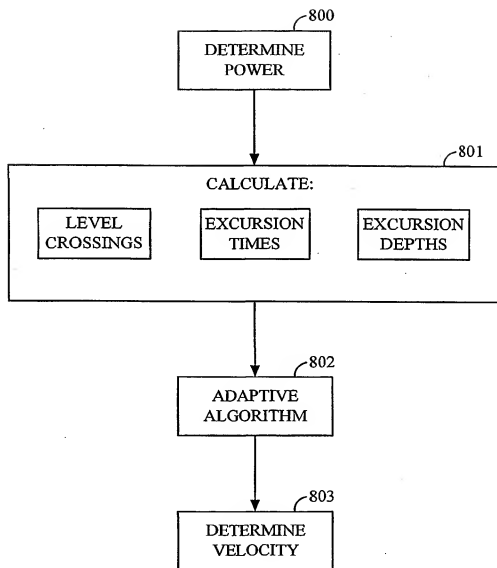 800
DETERMINE
POWER
801
CALCULATE:
LEVEL
CROSSINGS
EXCURSION
TIMES
EXCURSION
DEPTHS
802
ADAPTIVE
ALGORITHM
803
DETERMINE
VELOCITY